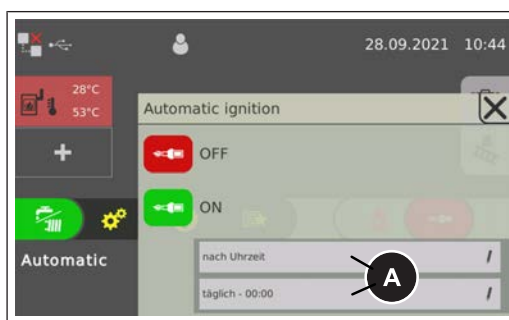 28.09.2021 10:44
28°C
53°C
Automatic ignition
+
OFF
ON
Automatic
nach Uhrzeit
täglich - 00:00
A